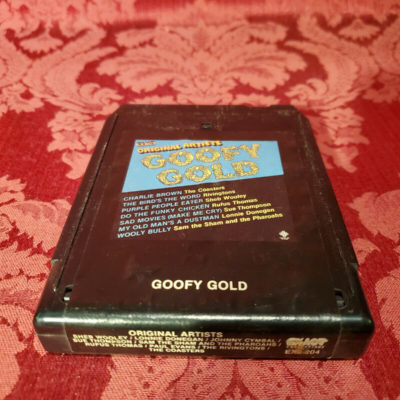 ORIGINAL ARTISTS
GOOFY
GOLD
CHARLIE BROWN The Coasters
THE BIRD'S THE WORD Rivingtons
PURPLE PEOPLE EATER Sheb Wooley
DO THE FUNKY CHICKEN Rufus Thomas
SAD MOVIES (MAKE ME CRY) Sue Thompson
MY OLD MAN'S A DUSTMAN Lonnie Donegan
WOOLY BULLY Sam the Sham and the Pharoahs
GOOFY GOLD
ORIGINAL ARTISTS
SHEB WOOLEY / LONNIE DONEGAN / JOHNNY CYMBAL /
SUE THOMPSON / SAM THE SHAM AND THE PHAROAHS /
RUFUS THOMAS / PAUL EVANS / THE RIVINGTONS /
THE COASTERS